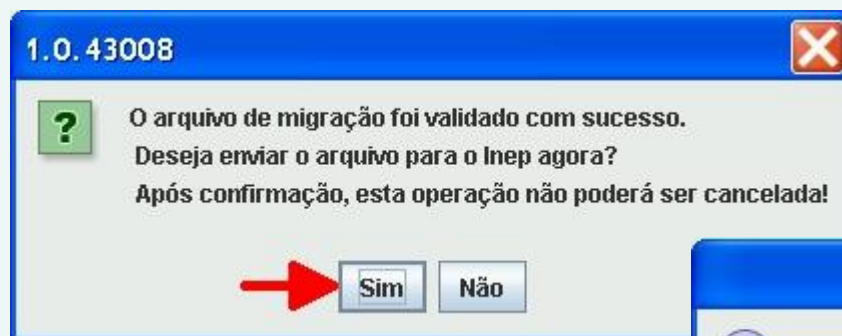 1.0.43008
?
O arquivo de migração foi validado com sucesso.
Deseja enviar o arquivo para o Inep agora?
Após confirmação, esta operação não poderá ser cancelada!
Sim Não